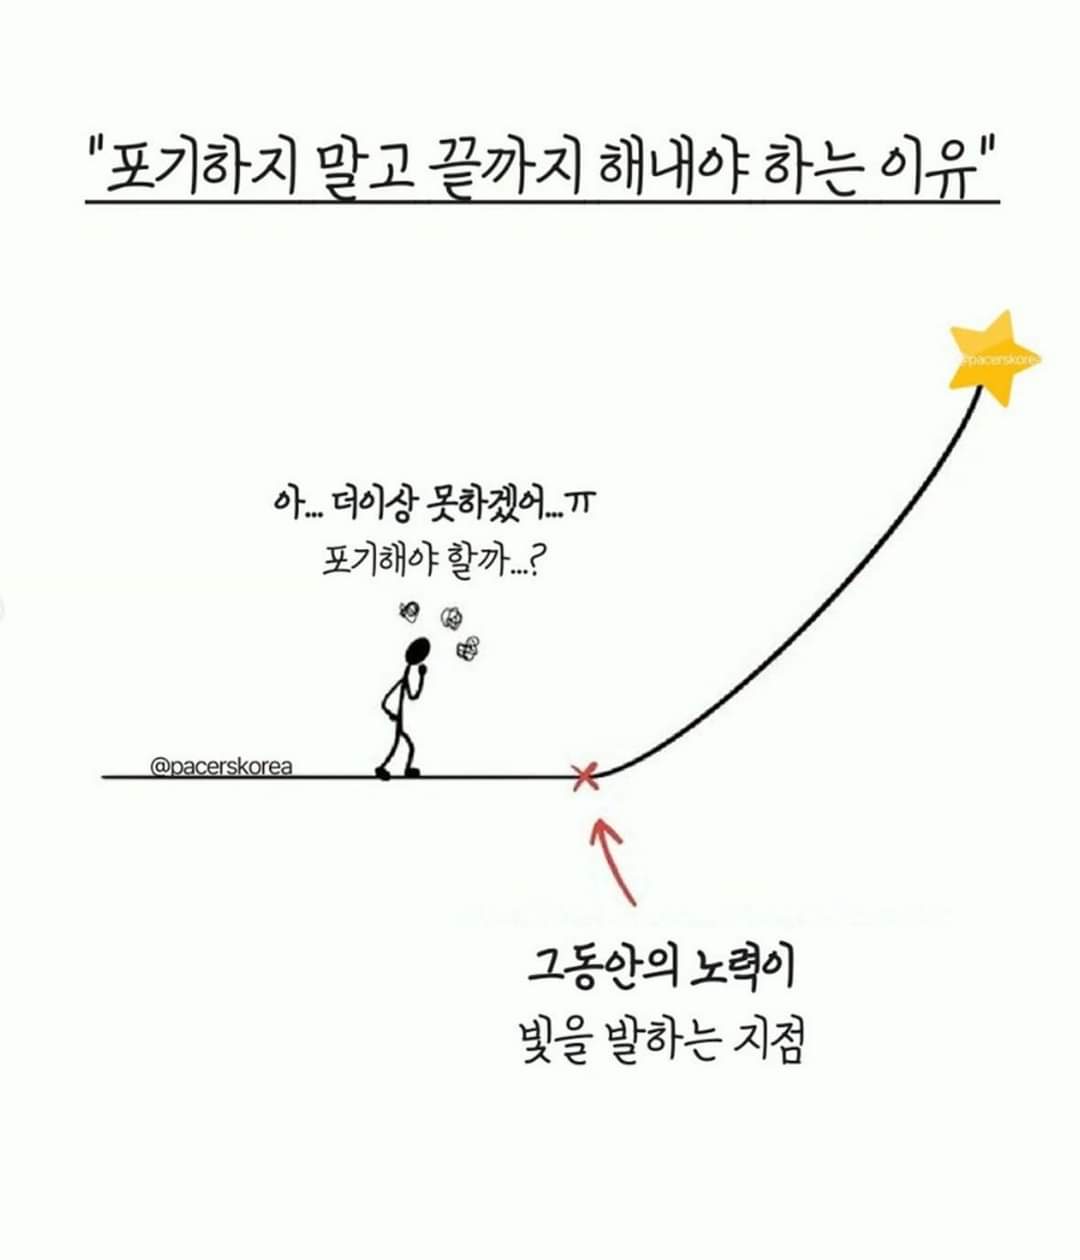 "포기하지 말고 끝까지 해내야 하는 이유"
@pacerskorea
아... 더이상 못하겠어...ㅠ
포기해야 할까...?
@pacerskorea
그동안의 노력이
빛을 발하는 지점